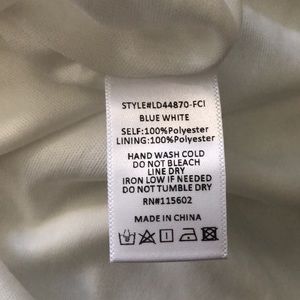 STYLE#LD44870-FCI
BLUE WHITE
SELF:100%Polyester
LINING:100%Polyester
HAND WASH COLD
DO NOT BLEACH
LINE DRY
IRON LOW IF NEEDED
DO NOT TUMBLE DRY
RN#115602
MADE IN CHINA